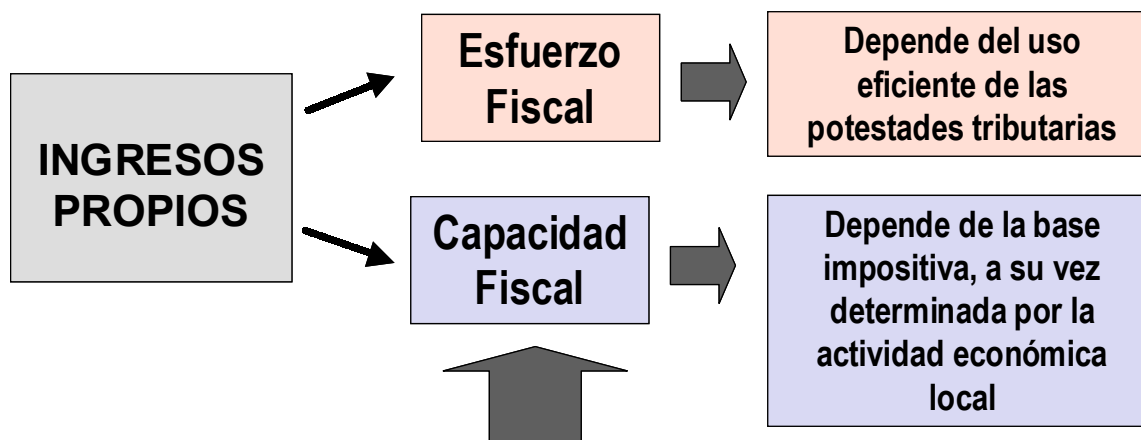 INGRESOS
PROPIOS
Esfuerzo
Fiscal
Depende del uso
eficiente de las
potestades tributarias
Capacidad
Fiscal
Depende de la base
impositiva, a su vez
determinada por la
actividad económica
local